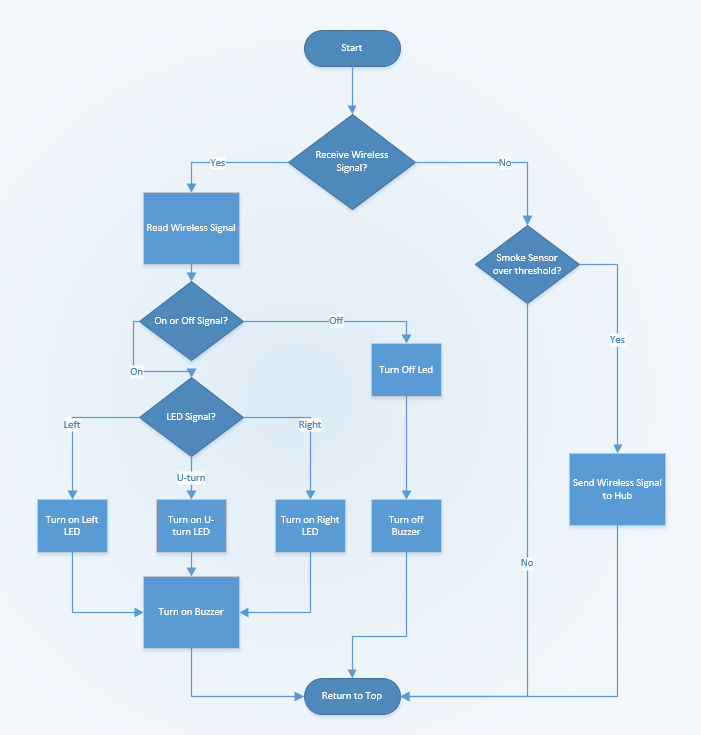 Start
Receive Wireless
Signal?
Yes
No
Read Wireless Signal
Smoke Sensor
over threshold?
On or Off Signal?
Off
Yes
On
Turn Off Led
LED Signal?
Left
Right
U-turn
Send Wireless Signal
to Hub
Turn on Left
LED
Turn on U-
turn LED
Turn on Right
LED
Turn off
Buzzer
No
Turn on Buzzer
Return to Top